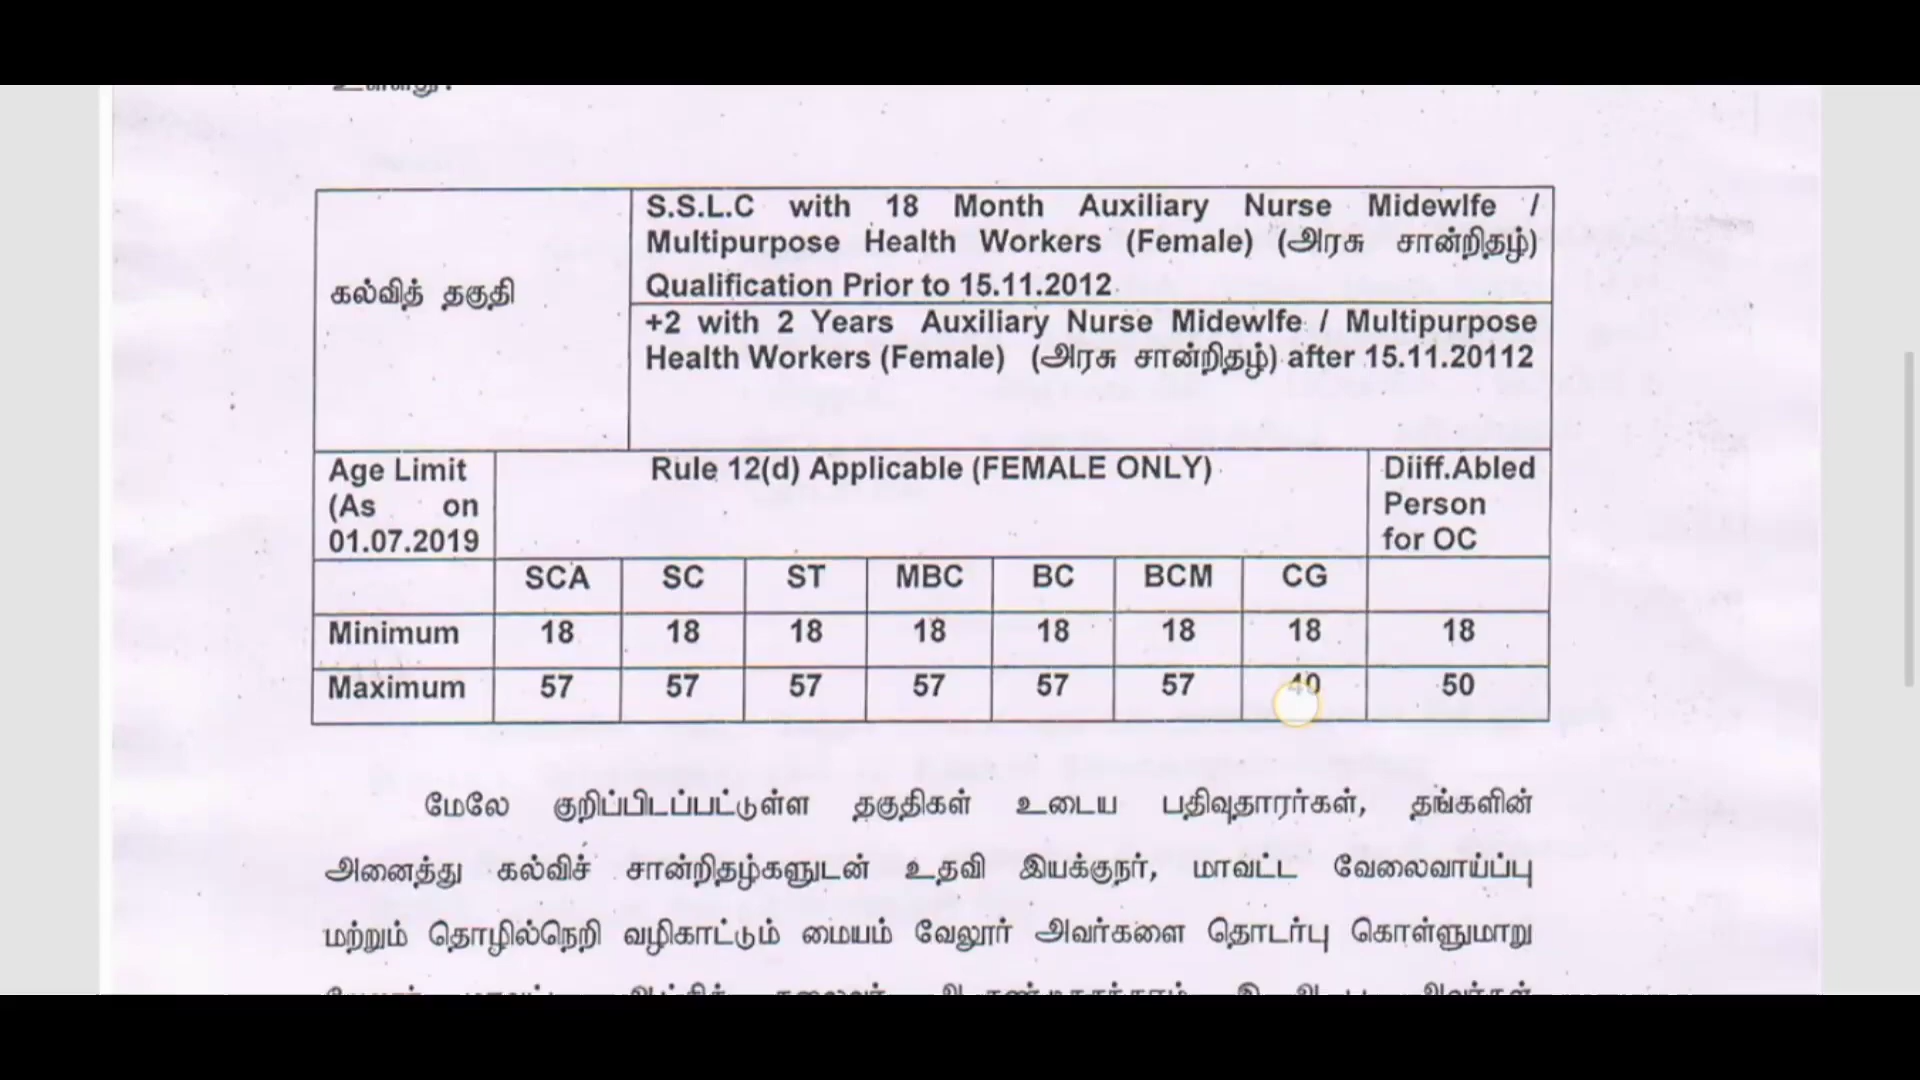 உள்ளது.
S.S.L.C with 18 Month Auxiliary Nurse Midewlfe /
Multipurpose Health Workers (Female) (அரசு சான்றிதழ்)
Qualification Prior to 15.11.2012
கல்வித் தகுதி
+2 with 2 Years Auxiliary Nurse Midewlfe / Multipurpose
Health Workers (Female) (அரசு சான்றிதழ்) after 15.11.20112
Age Limit
(As on
01.07.2019
Rule 12(d) Applicable (FEMALE ONLY)
Diiff.Abled
Person
for OC
SCA SC ST MBC BC BCM CG
Minimum 18 18 18 18 18 18 18 18
Maximum 57 57 57 57 57 57 40 50
மேலே குறிப்பிடப்பட்டுள்ள தகுதிகள் உடைய பதிவுதாரர்கள், தங்களின்
அனைத்து கல்விச் சான்றிதழ்களுடன் உதவி இயக்குநர், மாவட்ட வேலைவாய்ப்பு
மற்றும் தொழில்நெறி வழிகாட்டும் மையம் வேலூர் அவர்களை தொடர்பு கொள்ளுமாறு